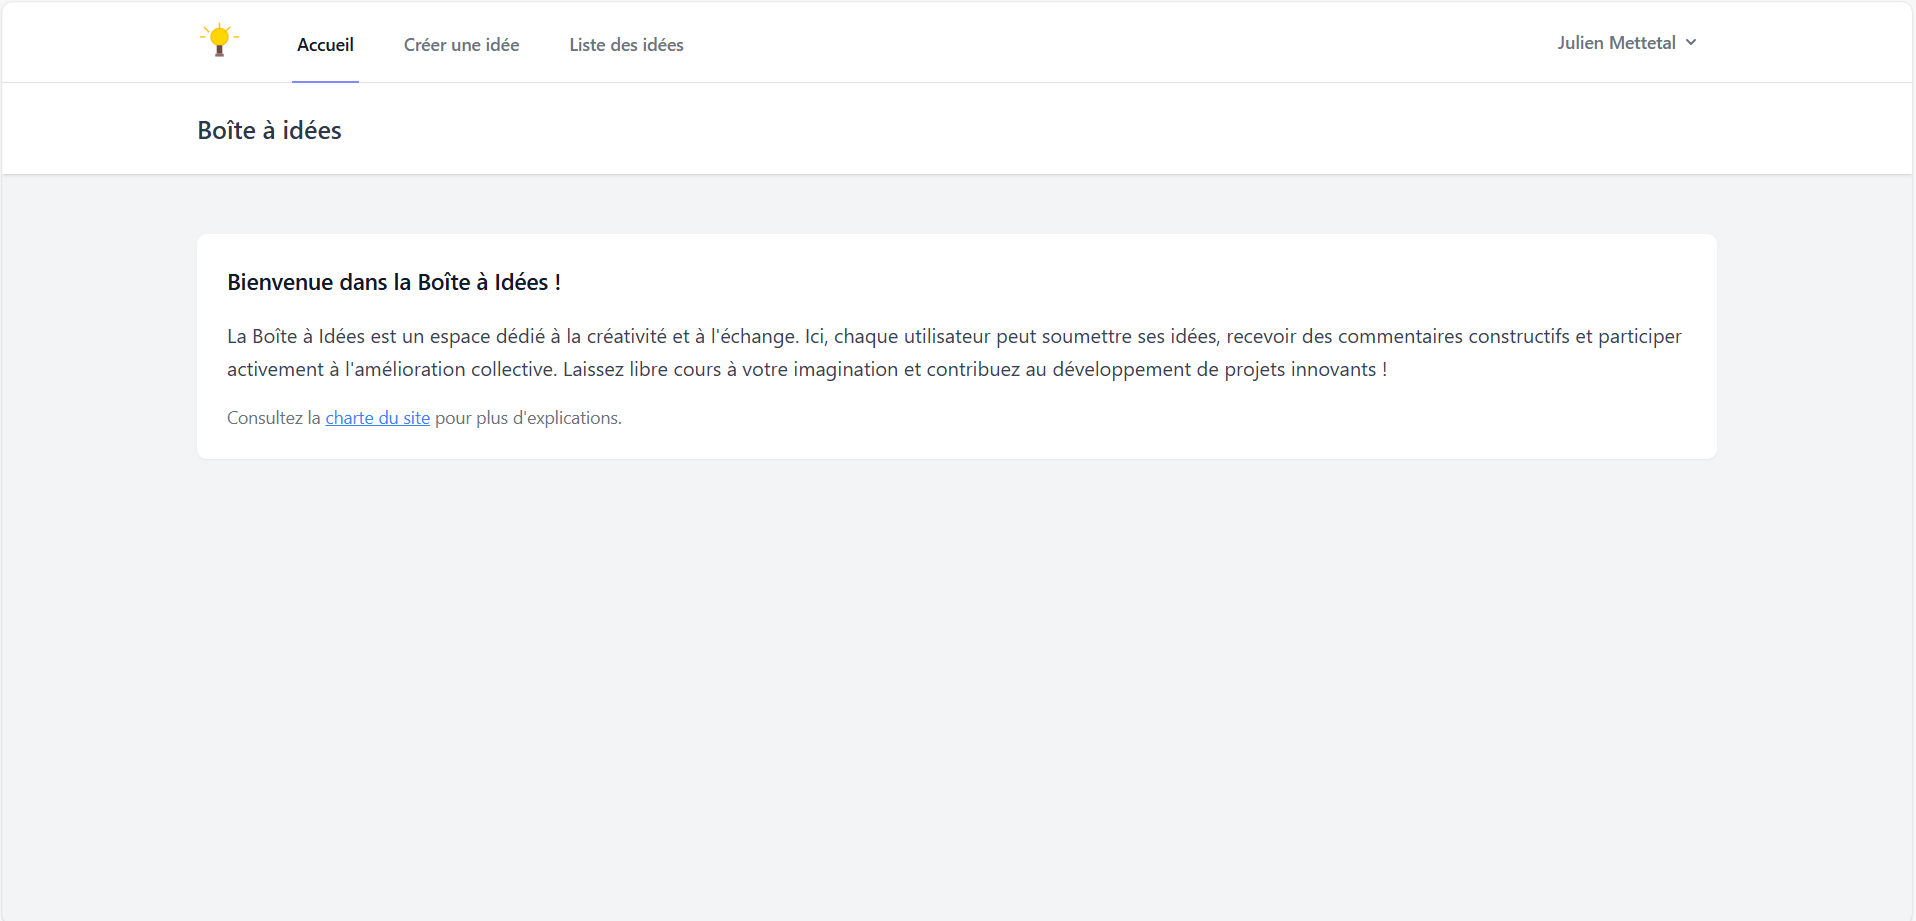 Accueil
Créer une idée
Liste des idées
Julien Mettetal
Boîte à idées
Bienvenue dans la Boîte à Idées !
La Boîte à Idées est un espace dédié à la créativité et à l'échange. Ici, chaque utilisateur peut soumettre ses idées, recevoir des commentaires constructifs et participer
activement à l'amélioration collective. Laissez libre cours à votre imagination et contribuez au développement de projets innovants !
Consultez la charte du site pour plus d'explications.